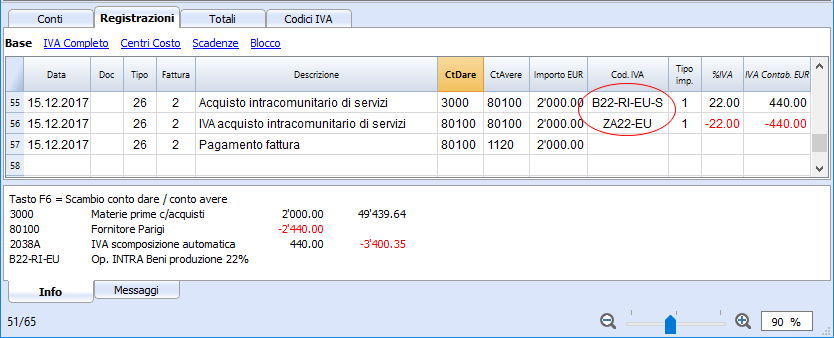 Conti Registrazioni Totali Codici IVA
Base IVA Completo Centri Costo Scadenze Blocco
Data Doc Tipo Fattura Descrizione CtDare CtAvere Importo EUR Cod. IVA Tipo imp. %IVA IVA Contab. EUR
55 15.12.2017 26 2 Acquisto intracomunitario di servizi 3000 80100 2'000.00 B22-RI-EU-S 1 22.00 440.00
56 15.12.2017 26 2 IVA acquisto intracomunitario di servizi 80100 80100 2'000.00 ZA22-EU 1 -22.00 -440.00
57 15.12.2017 26 2 Pagamento fattura 80100 1120 2'000.00
58
Tasto F6 = Scambio conto dare / conto avere
3000 Materie prime c/acquisti 2'000.00 49'439.64
80100 Fornitore Parigi -2'440.00
2038A IVA scomposizione automatica 440.00 -3'400.35
B22-RI-EU Op. INTRA Beni produzione 22%
Info Messaggi
51/65 90 %